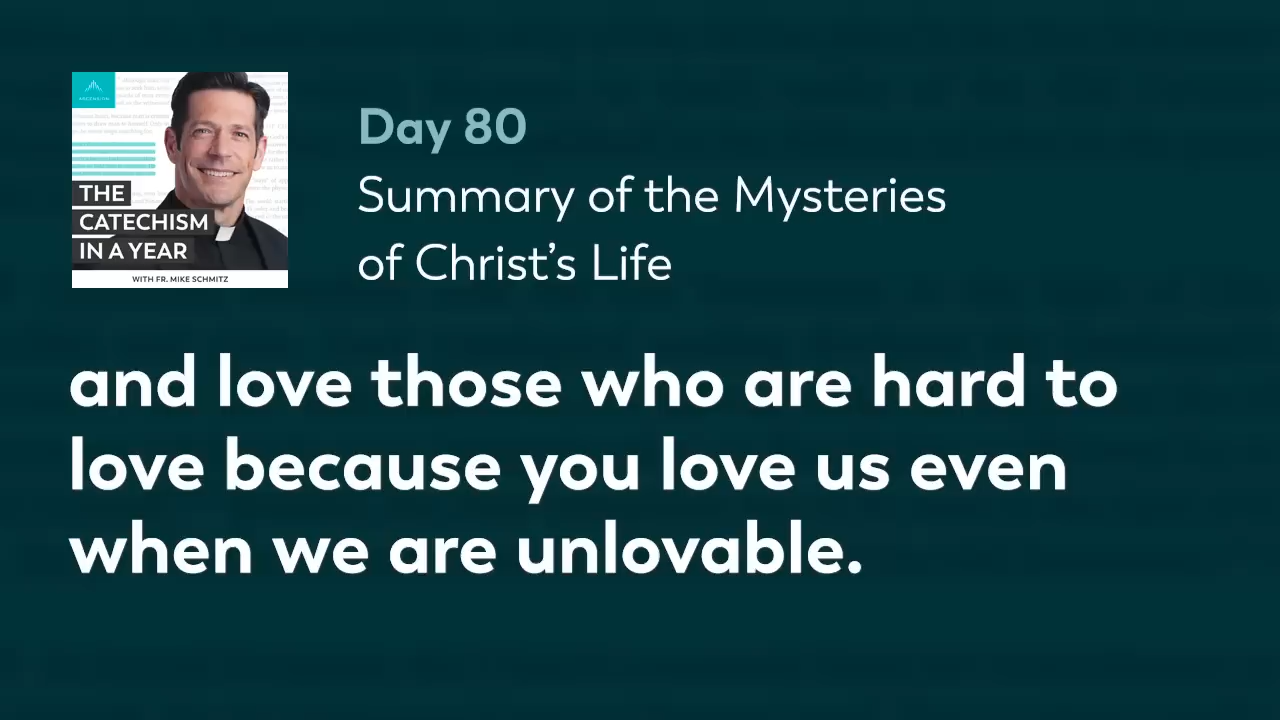 ASCENSION
THE
CATECHISM
IN A YEAR
WITH FR. MIKE SCHMITZ
Day 80
Summary of the Mysteries
of Christ’s Life
and love those who are hard to
love because you love us even
when we are unlovable.